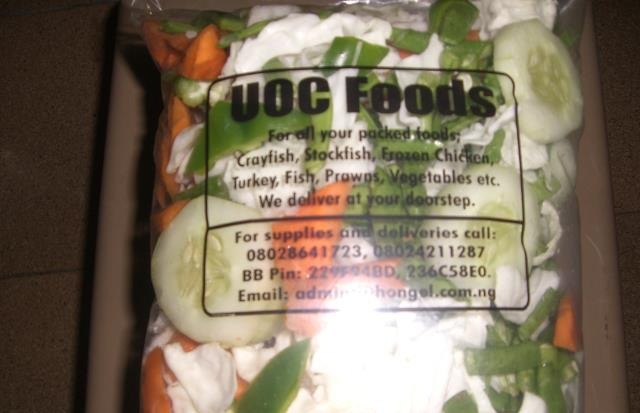 UOC Foods
For all your packed foods;
Crayfish, Stockfish, Frozen Chicken,
Turkey, Fish, Prawns, Vegetables etc.
We deliver at your doorstep.
For supplies and deliveries call:
08028641723, 08024211287
BB Pin: 236C58E0.
Email: